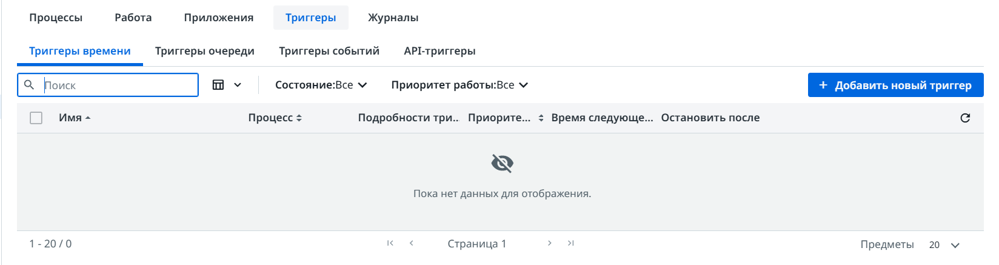 Процессы Работа Приложения Триггеры Журналы
Триггеры времени Триггеры очереди Триггеры событий API-триггеры
Поиск Состояние:Все Приоритет работы:Все + Добавить новый триггер
Имя Процесс Подробности три... Приорите... Время следующе... Остановить после
Пока нет данных для отображения.
1 - 20 / 0 Страница 1 Предметы 20